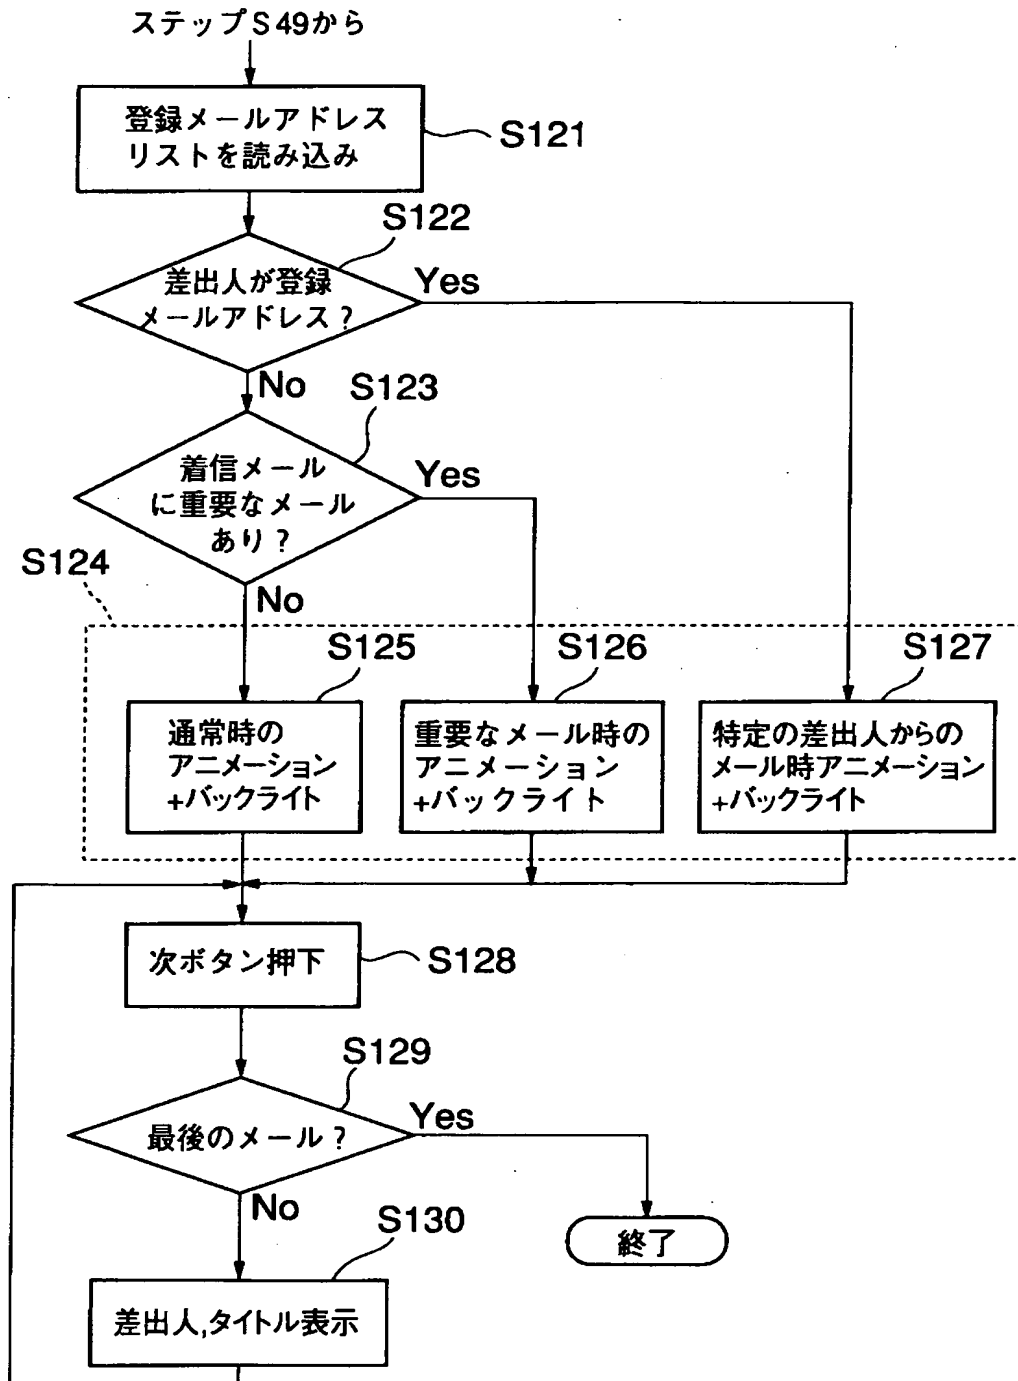 ステップS49から
登録メールアドレス
リストを読み込み
S121
S122
差出人が登録
メールアドレス?
Yes
No
S123
着信メール
に重要なメール
あり?
Yes
S124
No
S125
S126
S127
通常時の
アニメーション
+バックライト
重要なメール時の
アニメーション
+バックライト
特定の差出人からの
メール時アニメーション
+バックライト
次ボタン押下
S128
S129
最後のメール?
Yes
No
S130
終了
差出人,タイトル表示